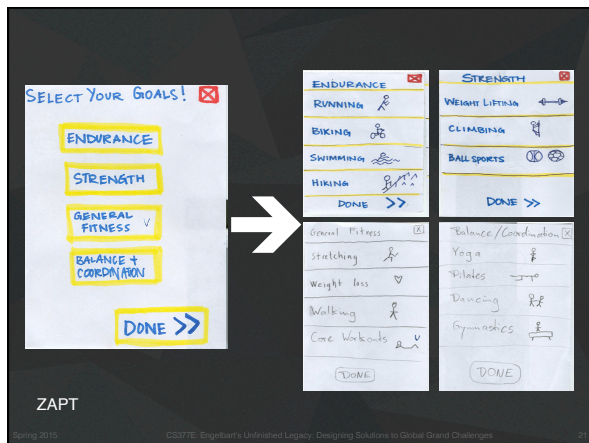 SELECT YOUR GOALS!
ENDURANCE
STRENGTH
GENERAL
FITNESS
BALANCE +
COORDINATION
DONE >>
ENDURANCE
RUNNING
BIKING
SWIMMING
HIKING
DONE >>
STRENGTH
WEIGHT LIFTING
CLIMBING
BALL SPORTS
DONE >>
General Fitness
Stretching
Weight loss
Walking
Core Workouts
DONE
Balance/Coordination
Yoga
Pilates
Dancing
Gymnastics
DONE
ZAPT
Spring 2015
CS377E: Engelbart's Unfinished Legacy: Designing Solutions to Global Grand Challenges
21